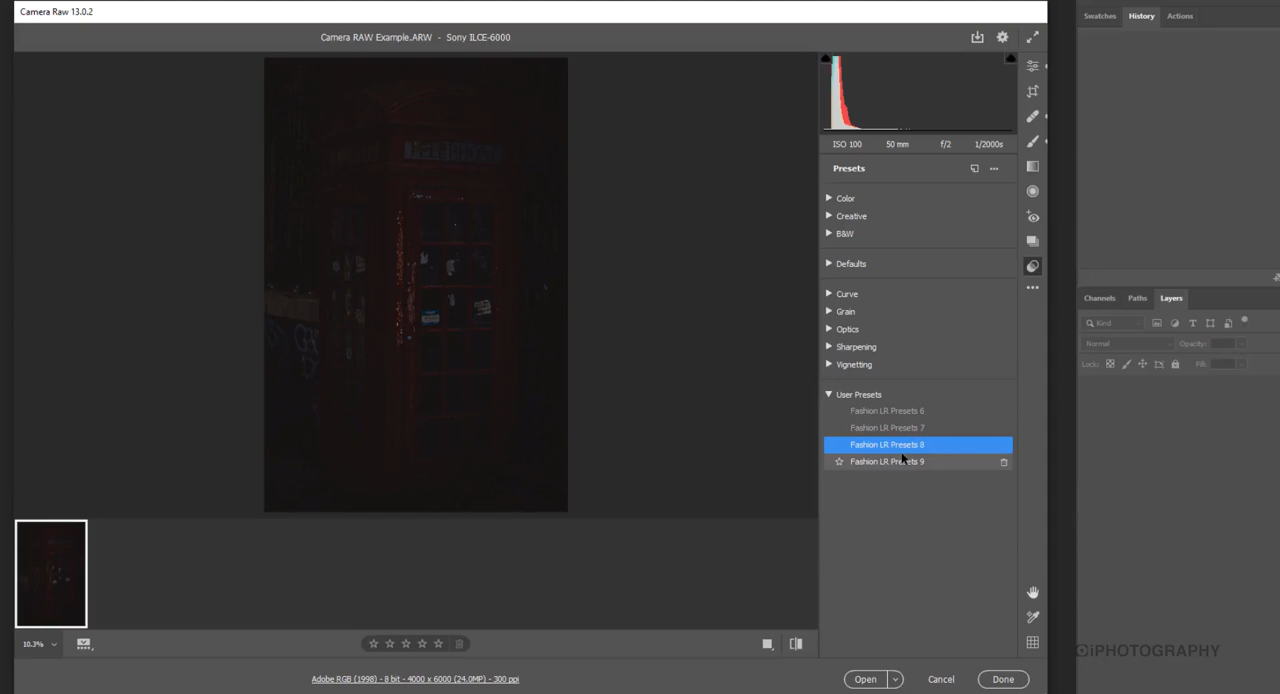 Camera Raw 13.0.2
Camera RAW Example.ARW - Sony ILCE-6000
Swatches History Actions
ISO 100 50 mm f/2 1/2000s
Presets
Color
Creative
B&W
Defaults
Curve
Grain
Optics
Sharpening
Vignetting
User Presets
Fashion LR Presets 6
Fashion LR Presets 7
Fashion LR Presets 8
Fashion LR Presets 9
Channels Paths Layers
Kind
Normal Opacity:
Lock: Fill:
TELEPHONE
10.3%
iPHOTOGRAPHY
Adobe RGB (1998) - 8 bit - 4000 x 6000 (24.0MP) - 300 ppi
Open Cancel Done